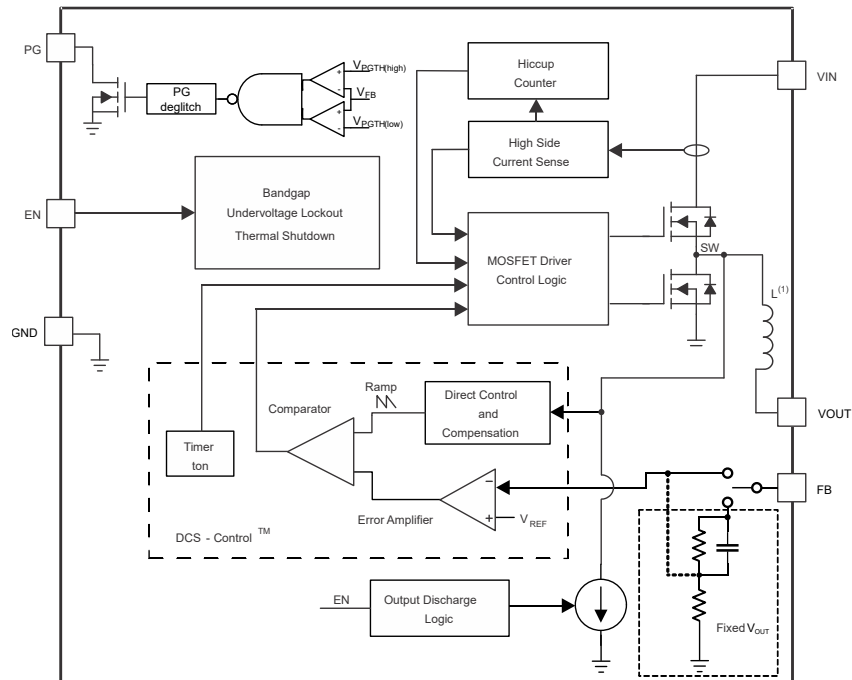 PG
PG
deglitch
V_PGTH(high)
+
-
V_FB
+
-
V_PGTH(low)
Hiccup
Counter
VIN
High Side
Current Sense
EN
Bandgap
Undervoltage Lockout
Thermal Shutdown
MOSFET Driver
Control Logic
SW
L(1)
GND
Ramp
Comparator
Direct Control
and
Compensation
VOUT
Timer
ton
FB
−
+
V_REF
Error Amplifier
DCS - Control TM
EN
Output Discharge
Logic
Fixed V_OUT